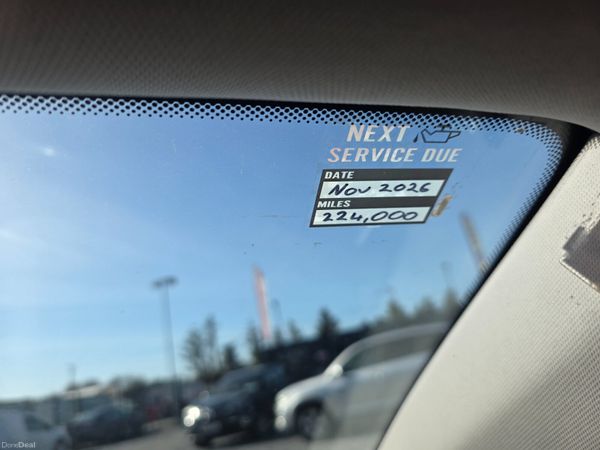 NEXT
SERVICE DUE
DATE
Nov 2026
MILES
224,000
DoneDeal